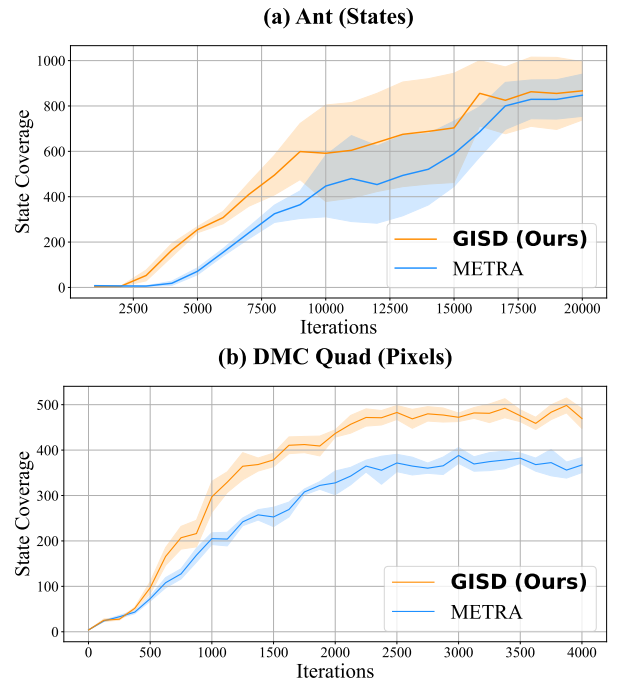 (a) Ant (States)
State Coverage
1000
800
600
400
200
0
GISD (Ours)
METRA
2500 5000 7500 10000 12500 15000 17500 20000
Iterations
(b) DMC Quad (Pixels)
State Coverage
500
400
300
200
100
0
GISD (Ours)
METRA
0 500 1000 1500 2000 2500 3000 3500 4000
Iterations